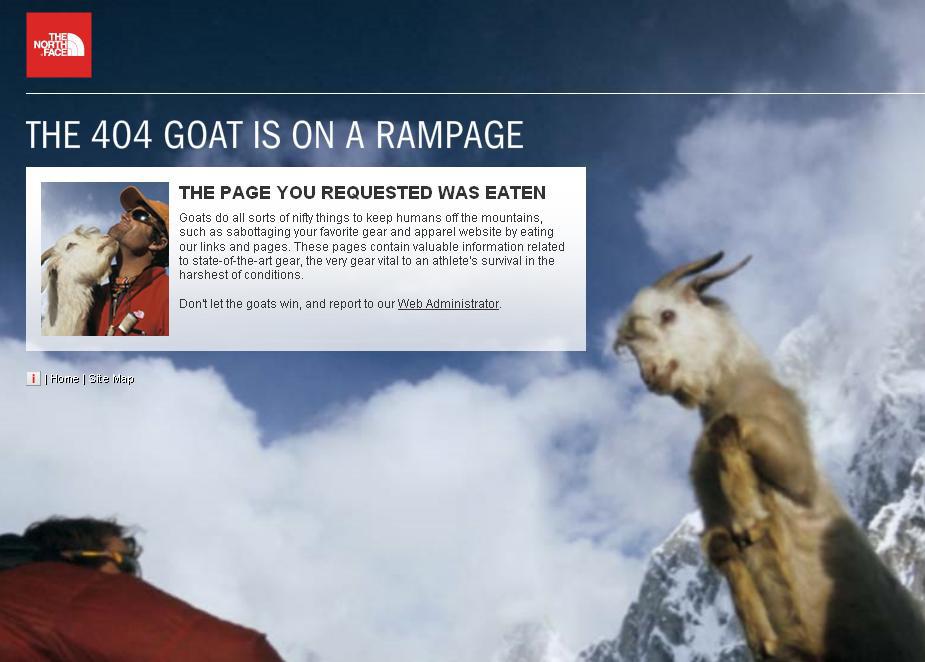 THE
NORTH
FACE
THE 404 GOAT IS ON A RAMPAGE
THE PAGE YOU REQUESTED WAS EATEN
Goats do all sorts of nifty things to keep humans off the mountains,
such as sabottaging your favorite gear and apparel website by eating
our links and pages. These pages contain valuable information related
to state-of-the-art gear, the very gear vital to an athlete's survival in the
harshest of conditions.
Don't let the goats win, and report to our Web Administrator.
i | Home | Site Map